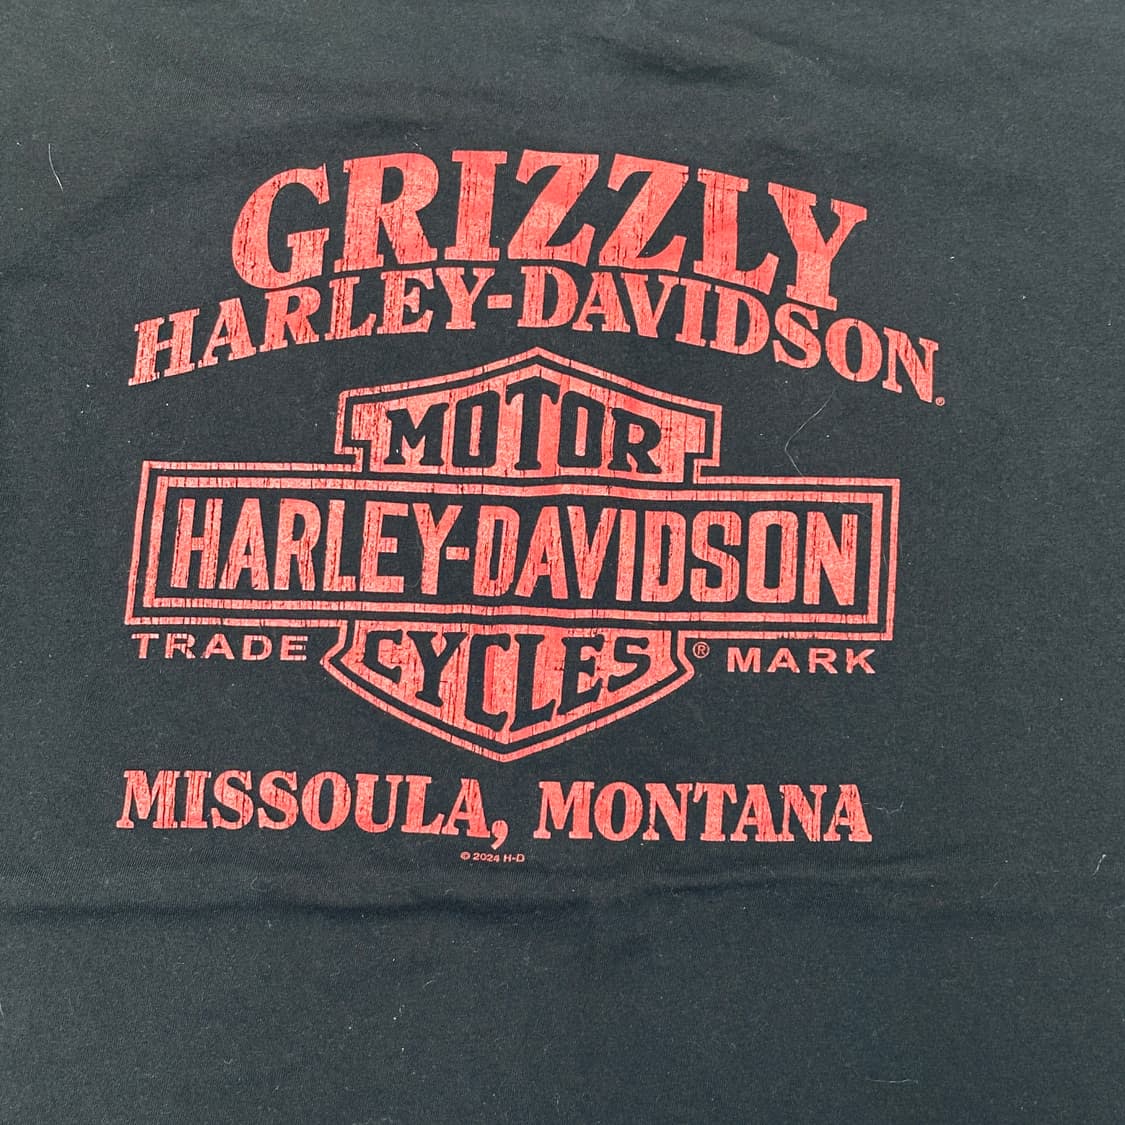 GRIZZLY
HARLEY-DAVIDSON®
MOTOR
HARLEY-DAVIDSON
CYCLES
TRADE ® MARK
MISSOULA, MONTANA
© 2024 H-D